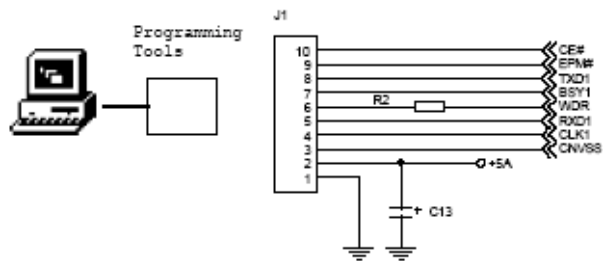 J1
Programming
Tools
10 CE#
9 EPM#
8 TXD1
7 BSY1
6 R2 WDR
5 RXD1
4 CLK1
3 CNVSS
2 +5A
1
+ C13